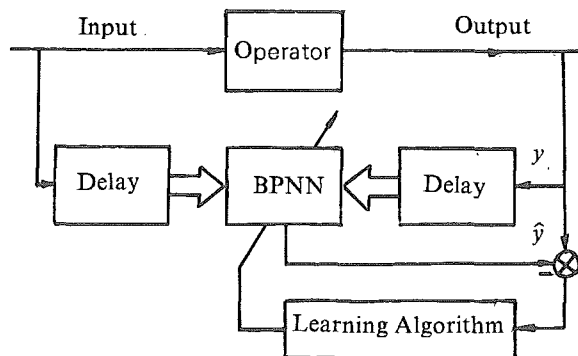 Input
Output
Operator
y
Delay
BPNN
Delay
ŷ
Learning Algorithm